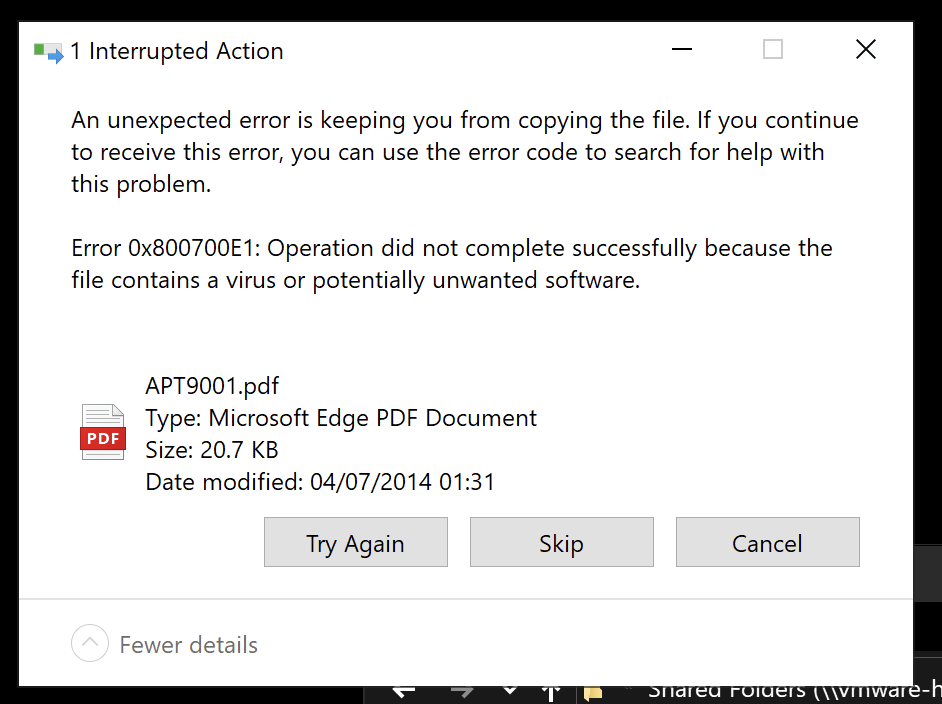 1 Interrupted Action
An unexpected error is keeping you from copying the file. If you continue
to receive this error, you can use the error code to search for help with
this problem.
Error 0x800700E1: Operation did not complete successfully because the
file contains a virus or potentially unwanted software.
APT9001.pdf
PDF
Type: Microsoft Edge PDF Document
Size: 20.7 KB
Date modified: 04/07/2014 01:31
Try Again
Skip
Cancel
Fewer details
Shared Folders (\\vmware-h